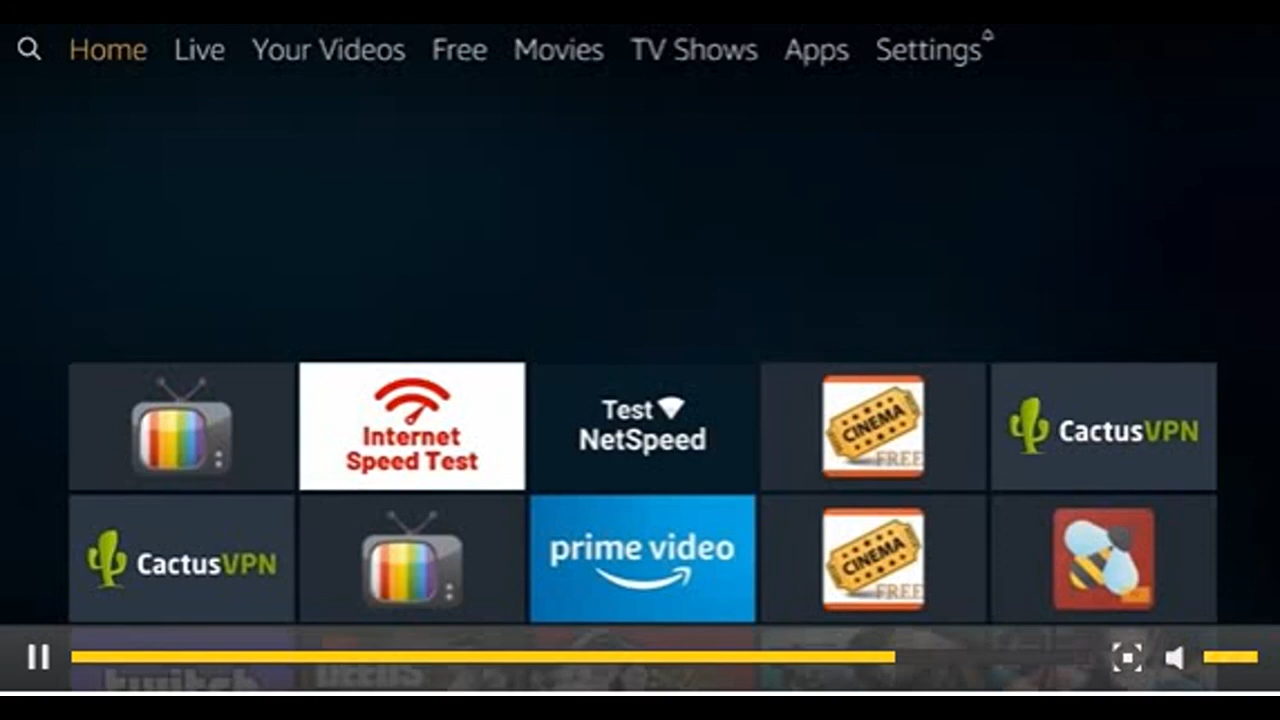 Home Live Your Videos Free Movies TV Shows Apps Settings
Internet
Speed Test
Test
NetSpeed
CINEMA
FREE
CactusVPN
CactusVPN
prime video
CINEMA
FREE
twitch